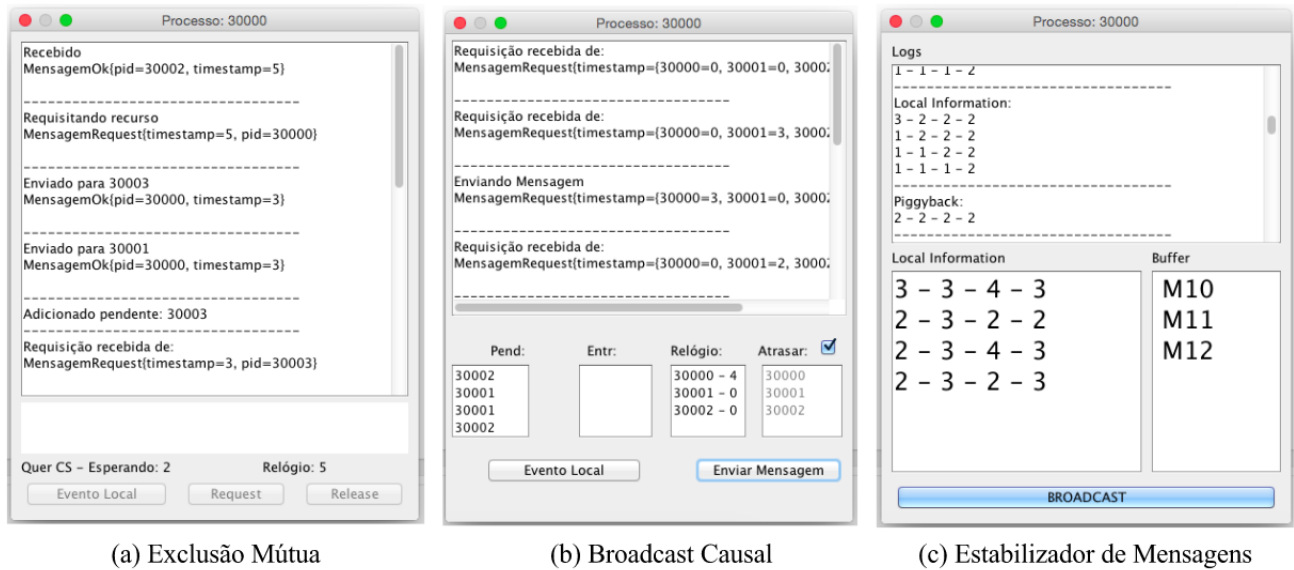 Processo: 30000
Recebido
MensagemOk{pid=30002, timestamp=5}
-----------------------------------
Requisitando recurso
MensagemRequest{timestamp=5, pid=30000}
-----------------------------------
Enviado para 30003
MensagemOk{pid=30000, timestamp=3}
-----------------------------------
Enviado para 30001
MensagemOk{pid=30000, timestamp=3}
-----------------------------------
Adicionado pendente: 30003
-----------------------------------
Requisição recebida de:
MensagemRequest{timestamp=3, pid=30003}
Quer CS - Esperando: 2 Relógio: 5
Evento Local Request Release
(a) Exclusão Mútua
Processo: 30000
Requisição recebida de:
MensagemRequest{timestamp={30000=0, 30001=0, 30002
-----------------------------------
Requisição recebida de:
MensagemRequest{timestamp={30000=0, 30001=3, 30002
-----------------------------------
Enviando Mensagem
MensagemRequest{timestamp={30000=3, 30001=0, 30002
-----------------------------------
Requisição recebida de:
MensagemRequest{timestamp={30000=0, 30001=2, 30002
-----------------------------------
Pend: Entr: Relógio: Atrasar:
30002 30000 - 4 30000
30001 30001 - 0 30001
30001 30002 - 0 30002
30002
Evento Local Enviar Mensagem
(b) Broadcast Causal
Processo: 30000
Logs
1 - 1 - 1 - 2
-----------------------------------
Local Information:
3 - 2 - 2 - 2
1 - 2 - 2 - 2
1 - 1 - 2 - 2
1 - 1 - 1 - 2
-----------------------------------
Piggyback:
2 - 2 - 2 - 2
-----------------------------------
Local Information Buffer
3 - 3 - 4 - 3 M10
2 - 3 - 2 - 2 M11
2 - 3 - 4 - 3 M12
2 - 3 - 2 - 3
BROADCAST
(c) Estabilizador de Mensagens